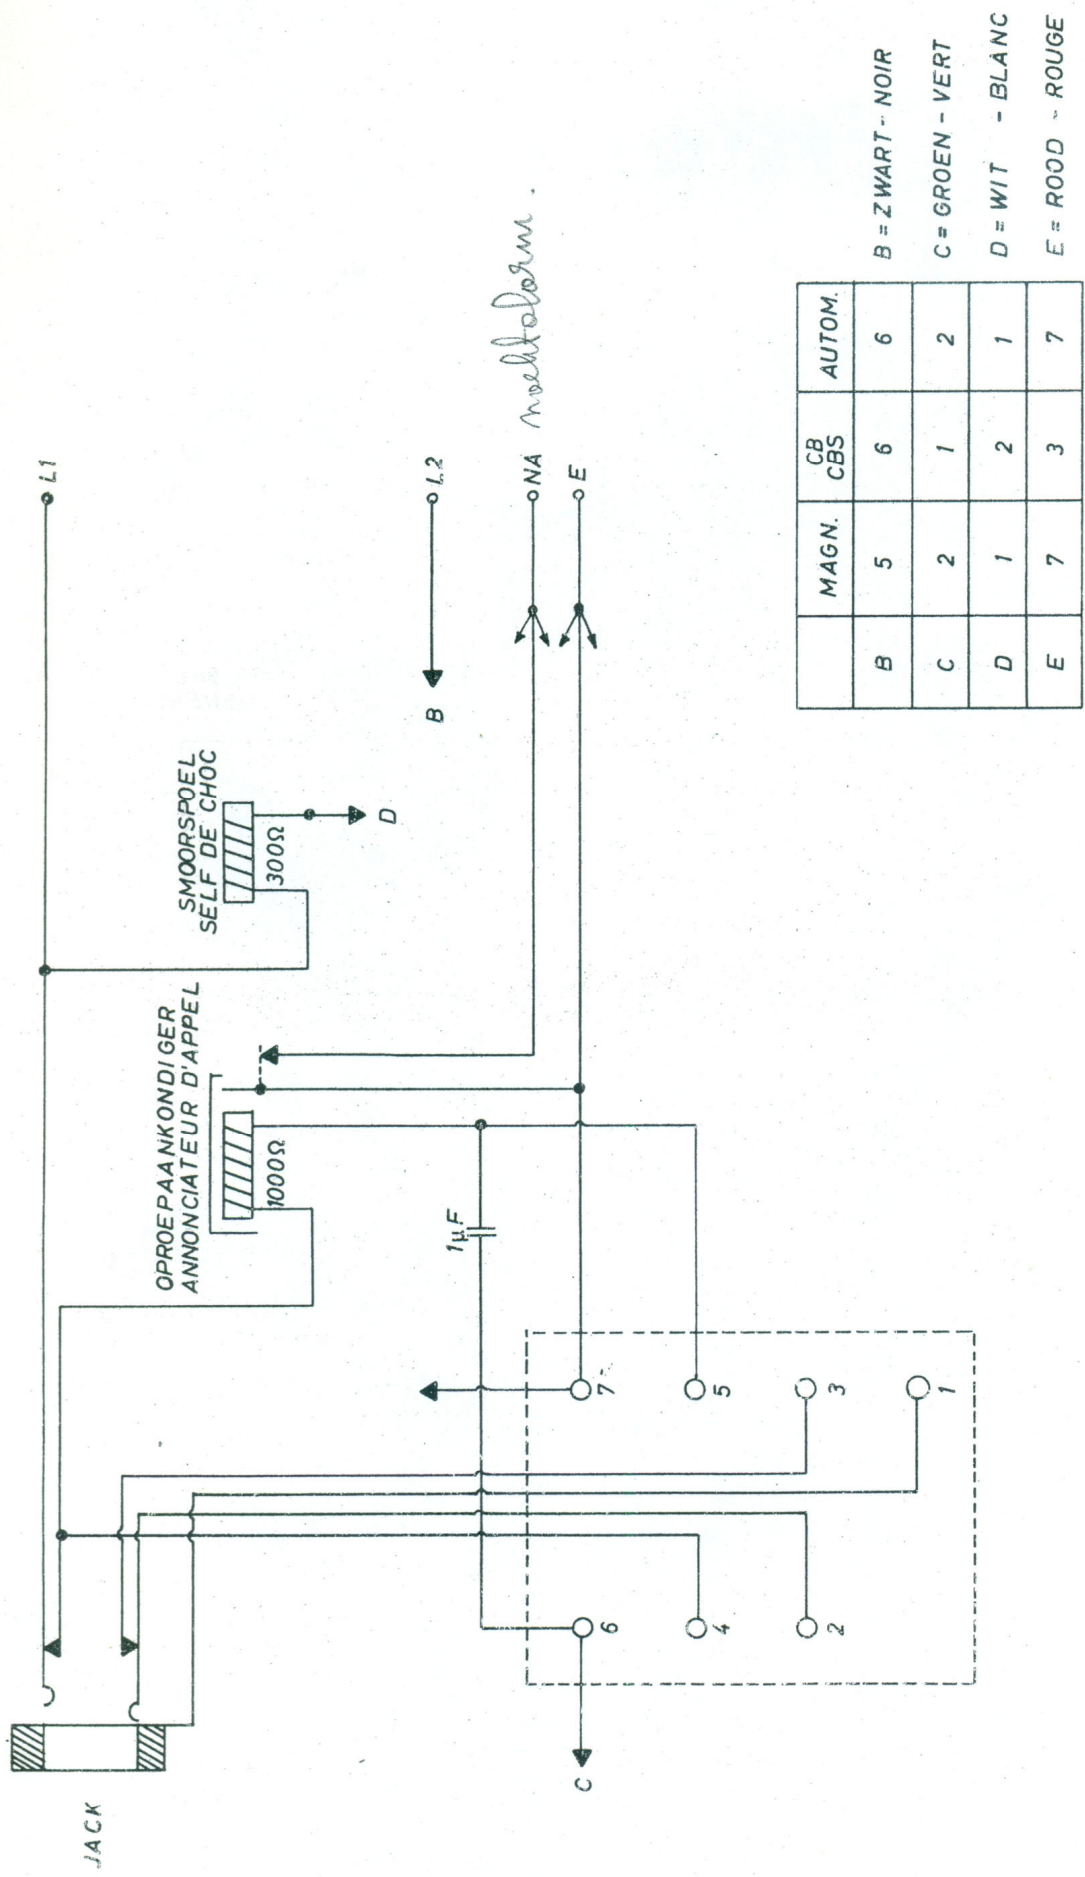 JACK
OPROEPAANKONDIGER
ANNONCIATEUR D'APPEL
1000Ω
SMOORSPOEL
SELF DE CHOC
300Ω
D
L1
B
L2
1µF
NA nachtalarm.
E
C
6
7
4
5
2
3
1
MAGN. CB CBS AUTOM.
B 5 6 6 B = ZWART - NOIR
C 2 1 2 C = GROEN - VERT
D 1 2 1 D = WIT - BLANC
E 7 3 7 E = ROOD - ROUGE